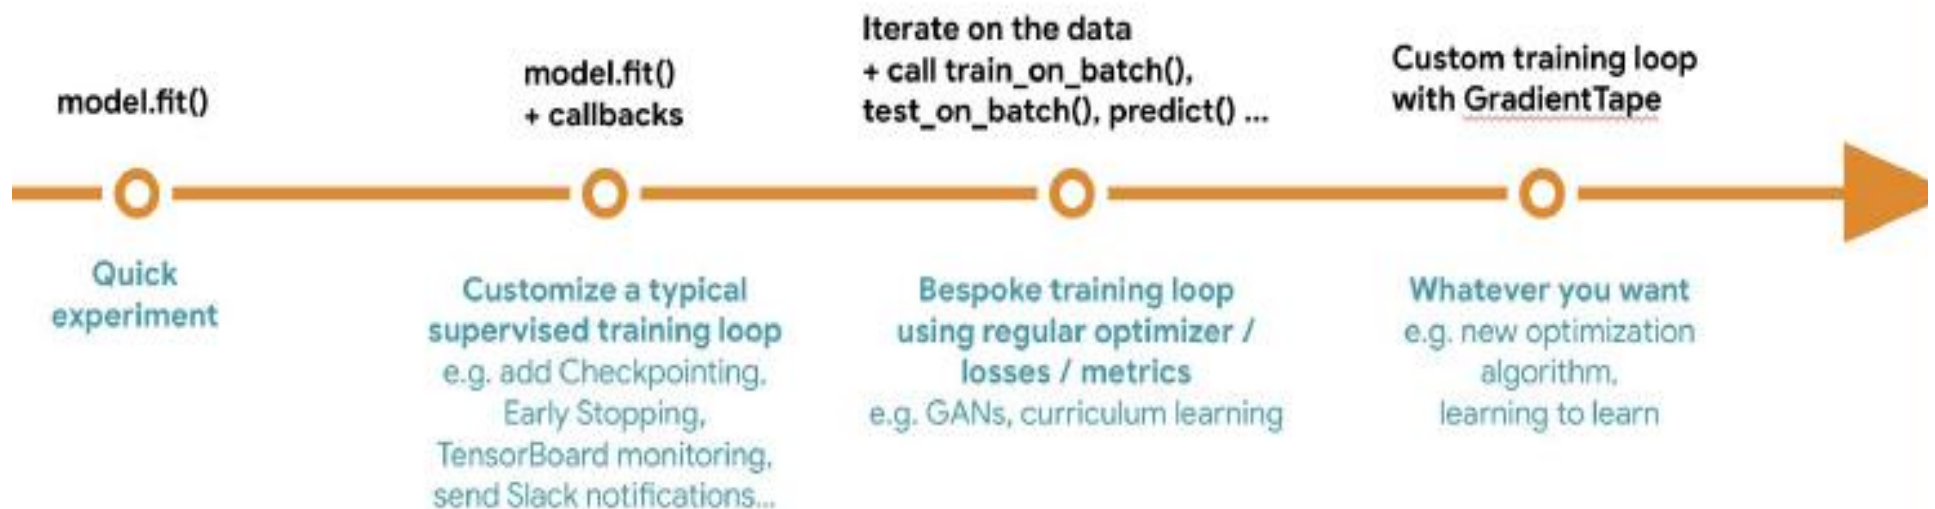 model.fit()
model.fit()
+ callbacks
Iterate on the data
+ call train_on_batch(),
test_on_batch(), predict() ...
Custom training loop
with GradientTape
Quick
experiment
Customize a typical
supervised training loop
e.g. add Checkpointing,
Early Stopping,
TensorBoard monitoring,
send Slack notifications...
Bespoke training loop
using regular optimizer /
losses / metrics
e.g. GANs, curriculum learning
Whatever you want
e.g. new optimization
algorithm,
learning to learn